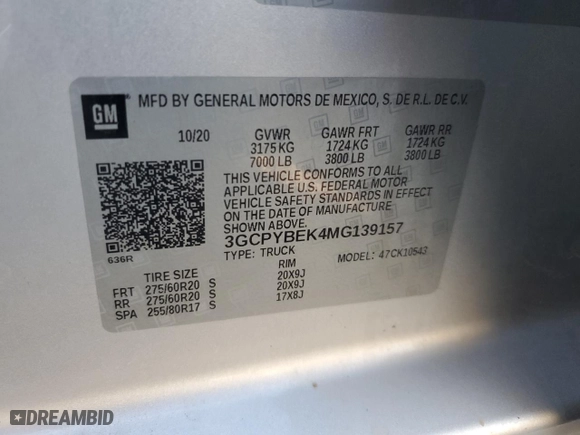 GM
MFD BY GENERAL MOTORS DE MEXICO, S. DE R.L. DE C.V.
10/20 GVWR GAWR FRT GAWR RR
3175 KG 1724 KG 1724 KG
7000 LB 3800 LB 3800 LB
THIS VEHICLE CONFORMS TO ALL
APPLICABLE U.S. FEDERAL MOTOR
VEHICLE SAFETY STANDARDS IN EFFECT
ON THE DATE OF MANUFACTURE
SHOWN ABOVE.
3GCPYBEK4MG139157
636R TYPE: TRUCK MODEL: 47CK10543
TIRE SIZE RIM
FRT 275/60R20 S 20X9J
RR 275/60R20 S 20X9J
SPA 255/80R17 S 17X8J
DREAMBID